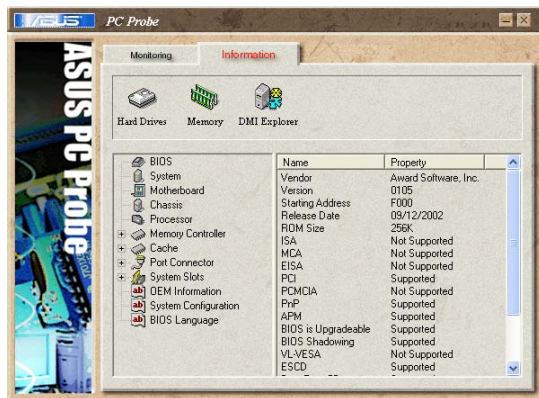 ASUS PC Probe
ASUS PC Probe
Monitoring Information
Hard Drives Memory DMI Explorer
BIOS
System
Motherboard
Chassis
Processor
Memory Controller
Cache
Port Connector
System Slots
OEM Information
System Configuration
BIOS Language
Name Property
Vendor Award Software, Inc.
Version 0105
Starting Address F000
Release Date 09/12/2002
ROM Size 256K
ISA Not Supported
MCA Not Supported
EISA Not Supported
PCI Supported
PCMCIA Not Supported
PnP Supported
APM Supported
BIOS is Upgradeable Supported
BIOS Shadowing Supported
VL-VESA Not Supported
ESCD Supported